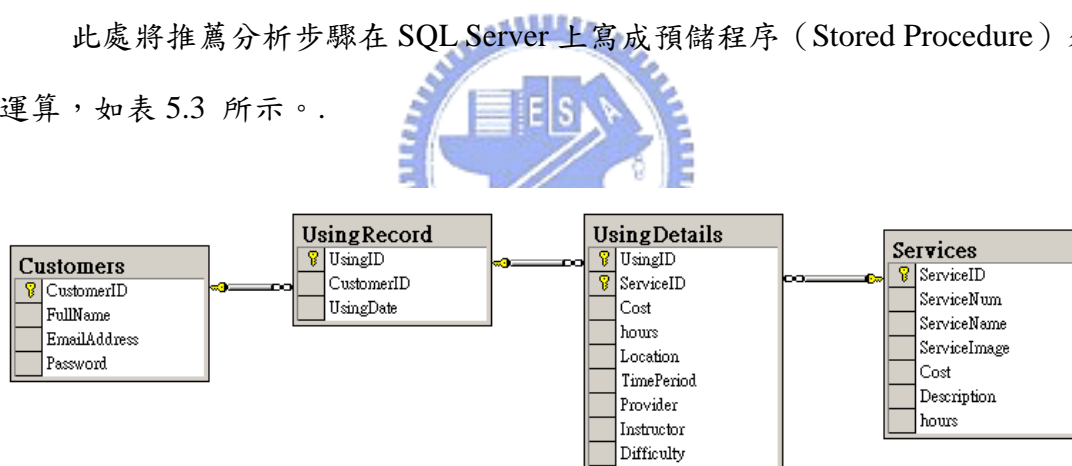 此處將推薦分析步驟在 SQL Server 上寫成預儲程序（Stored Procedure）
運算，如表 5.3 所示。.
E S A
Customers
CustomerID
FullName
EmailAddress
Password
UsingRecord
UsingID
CustomerID
UsingDate
UsingDetails
UsingID
ServiceID
Cost
hours
Location
TimePeriod
Provider
Instructor
Difficulty
Services
ServiceID
ServiceNum
ServiceName
ServiceImage
Cost
Description
hours